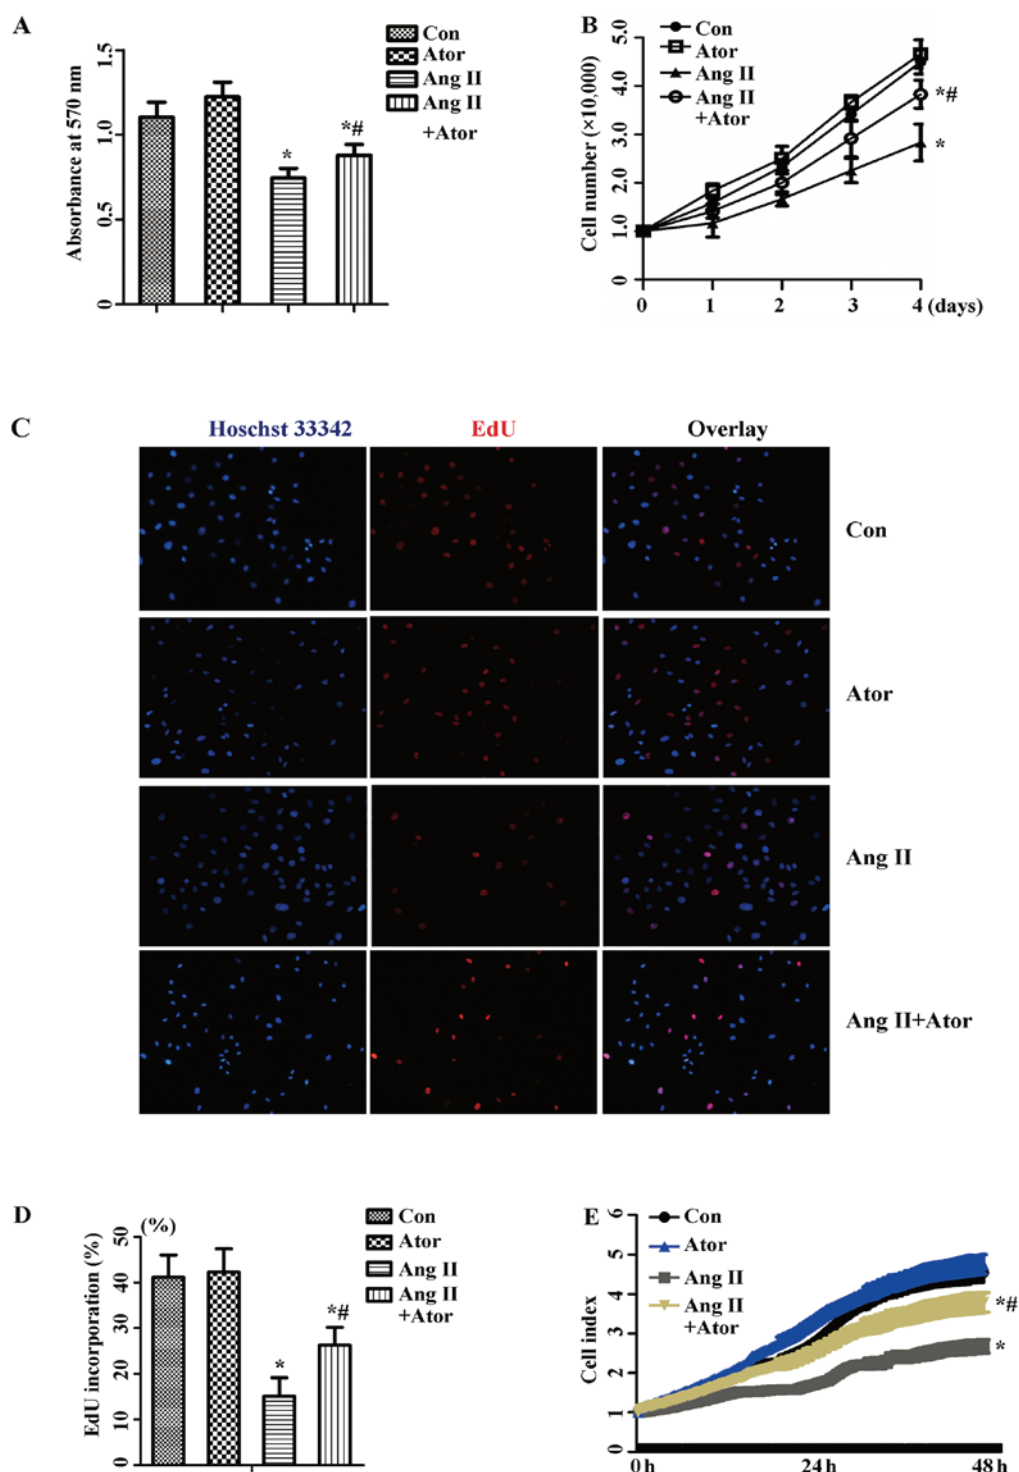 A
Con
Ator
Ang II
Ang II
+Ator
Absorbance at 570 nm
1.5
1.0
0.5
0
*
*#
B
Con
Ator
Ang II
Ang II
+Ator
Cell number (×10,000)
5.0
4.0
3.0
2.0
1.0
0
*#
*
0 1 2 3 4 (days)
C
Hoschst 33342 EdU Overlay
Con
Ator
Ang II
Ang II+Ator
D
(%)
Con
Ator
Ang II
Ang II
+Ator
EdU incorporation (%)
50
40
30
20
10
0
*
*#
E
Con
Ator
Ang II
Ang II
+Ator
Cell index
6
5
4
3
2
1
0
*#
*
0h 24h 48h